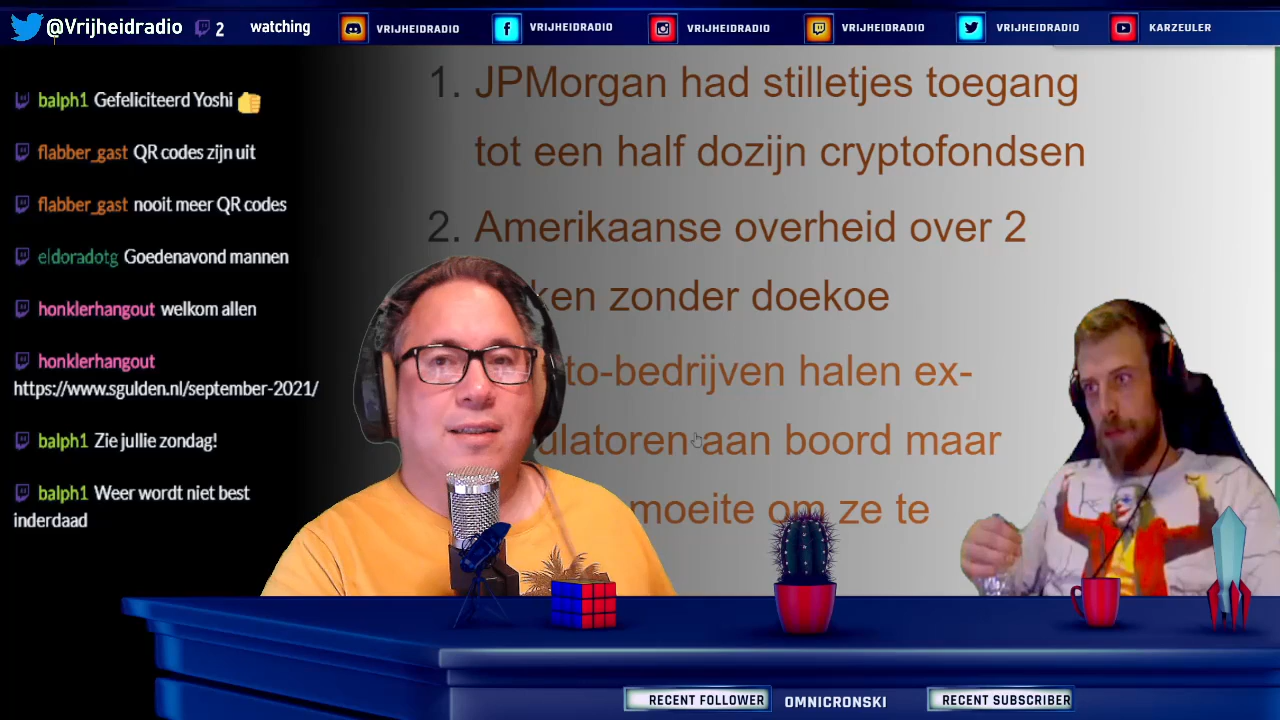 @Vrijheidradio 2 watching VRIJHEIDRADIO VRIJHEIDRADIO VRIJHEIDRADIO VRIJHEIDRADIO VRIJHEIDRADIO KARZEULER
balph1 Gefeliciteerd Yoshi
flabber_gast QR codes zijn uit
flabber_gast nooit meer QR codes
eldoradotg Goedenavond mannen
honklerhangout welkom allen
honklerhangout
https://www.sgulden.nl/september-2021/
balph1 Zie jullie zondag!
balph1 Weer wordt niet best
inderdaad
1. JPMorgan had stilletjes toegang
tot een half dozijn cryptofondsen
2. Amerikaanse overheid over 2
ken zonder doekoe
to-bedrijven halen ex-
ulatoren aan boord maar
moeite om ze te
RECENT FOLLOWER OMNICRONSKI RECENT SUBSCRIBER